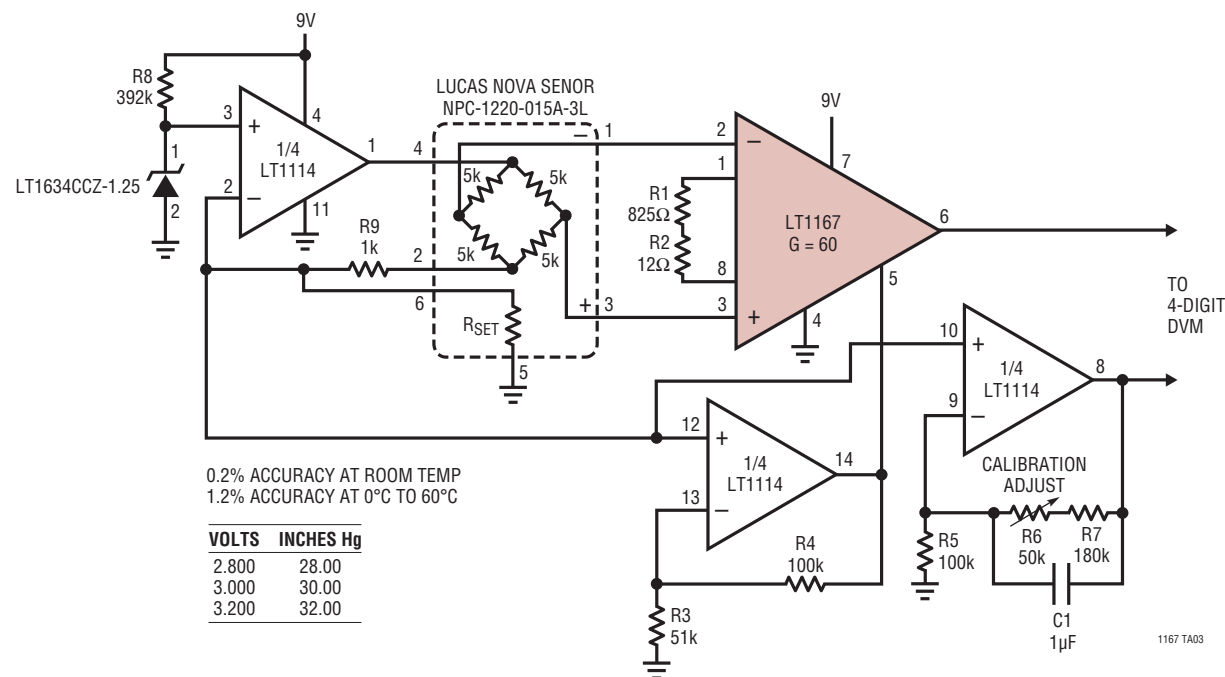 9V
R8
392k
3
4
+
1/4
LT1114
1
2
−
11
1
LT1634CCZ-1.25
2
LUCAS NOVA SENOR
NPC-1220-015A-3L
4
5k
5k
5k
5k
− 1
R9
1k
2
6
RSET
+ 3
5
9V
2
−
1
R1
825Ω
R2
12Ω
8
3
+
7
LT1167
G = 60
6
5
4
TO
4-DIGIT
DVM
10
+
1/4
LT1114
8
9
−
12
+
1/4
LT1114
14
13
−
CALIBRATION
ADJUST
R5
100k
R6
50k
R7
180k
C1
1µF
R4
100k
R3
51k
0.2% ACCURACY AT ROOM TEMP
1.2% ACCURACY AT 0°C TO 60°C
VOLTS INCHES Hg
2.800 28.00
3.000 30.00
3.200 32.00
1167 TA03